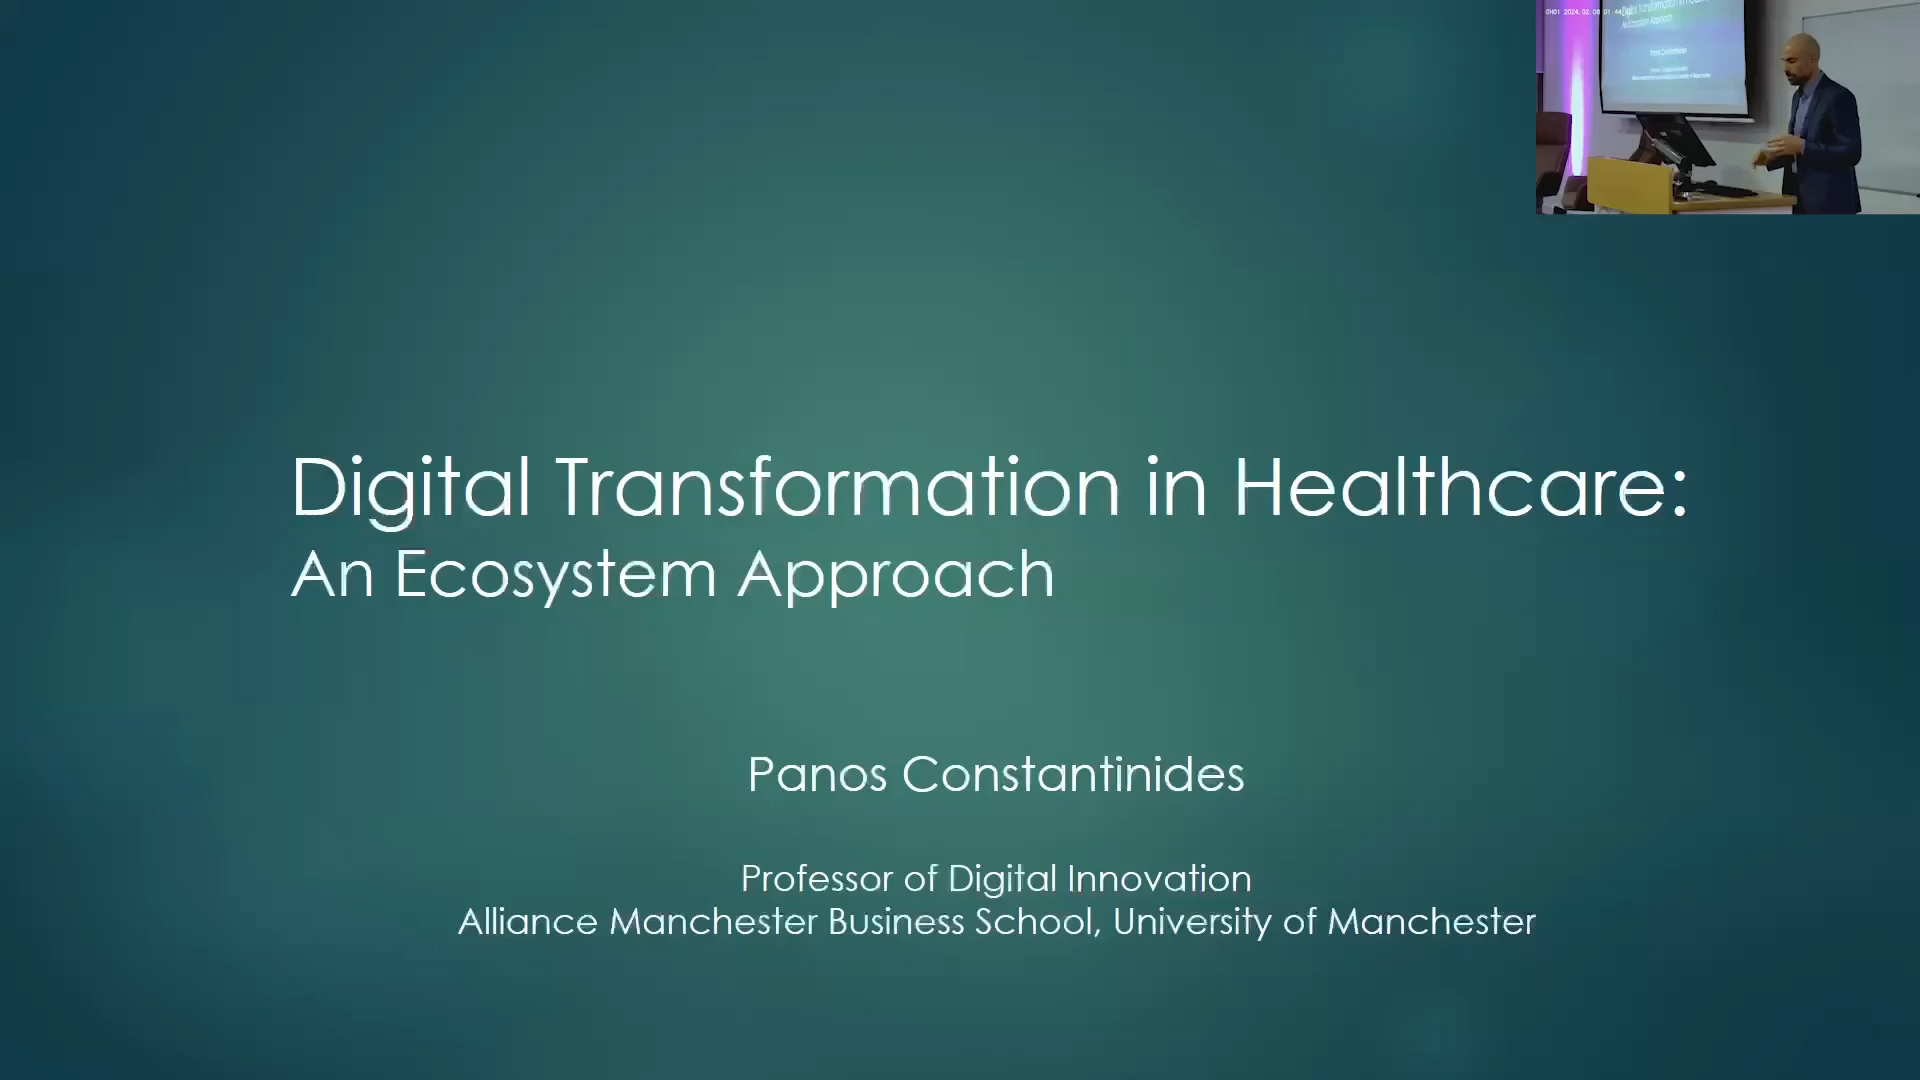 Digital Transformation in Healthcare:
An Ecosystem Approach
Panos Constantinides
Professor of Digital Innovation
Alliance Manchester Business School, University of Manchester